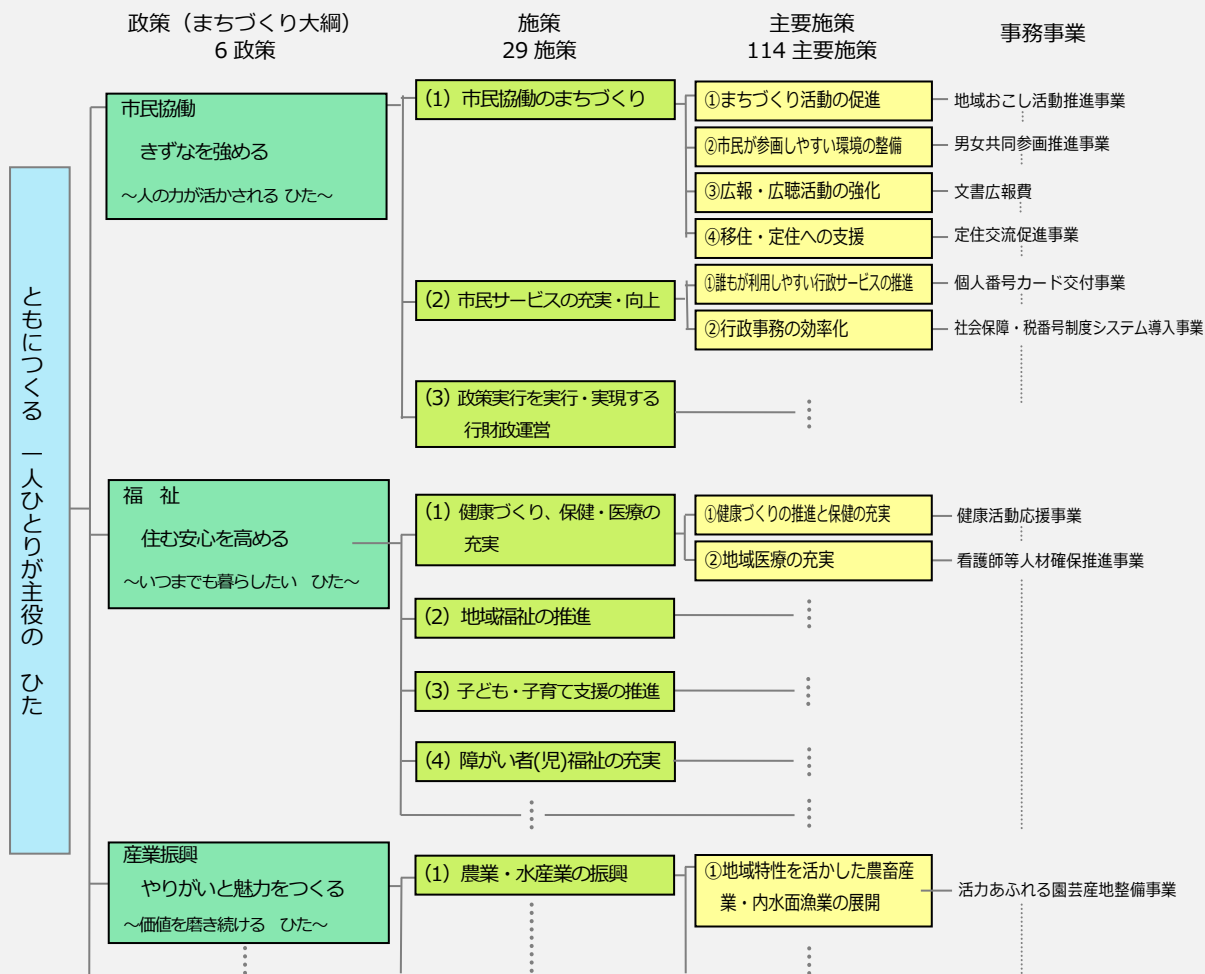 政策（まちづくり大綱）
6 政策
施策
29 施策
主要施策
114 主要施策
事務事業
ともにつくる　一人ひとりが主役の　ひた
市民協働
きずなを強める
～人の力が活かされる ひた～
(1) 市民協働のまちづくり
①まちづくり活動の促進
地域おこし活動推進事業
②市民が参画しやすい環境の整備
男女共同参画推進事業
③広報・広聴活動の強化
文書広報費
④移住・定住への支援
定住交流促進事業
(2) 市民サービスの充実・向上
①誰もが利用しやすい行政サービスの推進
個人番号カード交付事業
②行政事務の効率化
社会保障・税番号制度システム導入事業
(3) 政策実行を実行・実現する
行財政運営
福　祉
住む安心を高める
～いつまでも暮らしたい　ひた～
(1) 健康づくり、保健・医療の
充実
①健康づくりの推進と保健の充実
健康活動応援事業
②地域医療の充実
看護師等人材確保推進事業
(2) 地域福祉の推進
(3) 子ども・子育て支援の推進
(4) 障がい者(児)福祉の充実
産業振興
やりがいと魅力をつくる
～価値を磨き続ける　ひた～
(1) 農業・水産業の振興
①地域特性を活かした農畜産
業・内水面漁業の展開
活力あふれる園芸産地整備事業